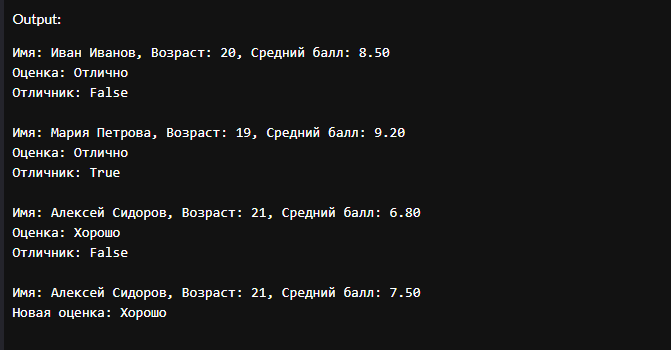 Output:
Имя: Иван Иванов, Возраст: 20, Средний балл: 8.50
Оценка: Отлично
Отличник: False
Имя: Мария Петрова, Возраст: 19, Средний балл: 9.20
Оценка: Отлично
Отличник: True
Имя: Алексей Сидоров, Возраст: 21, Средний балл: 6.80
Оценка: Хорошо
Отличник: False
Имя: Алексей Сидоров, Возраст: 21, Средний балл: 7.50
Новая оценка: Хорошо